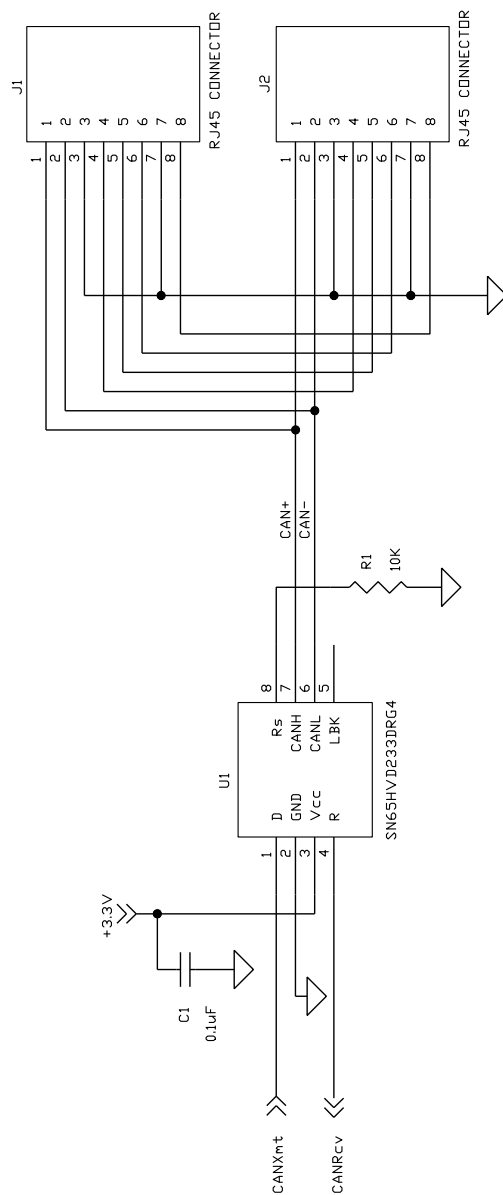 J1
1
2
3
4
5
6
7
8
1
2
3
4
5
6
7
8
RJ45 CONNECTOR
J2
1
2
3
4
5
6
7
8
1
2
3
4
5
6
7
8
RJ45 CONNECTOR
CAN+
CAN-
R1
10K
U1
8
7
6
5
Rs
CANH
CANL
LBK
D
GND
Vcc
R
1
2
3
4
SN65HVD233DRG4
+3.3V
C1
0.1uF
CANXmt
CANRcv